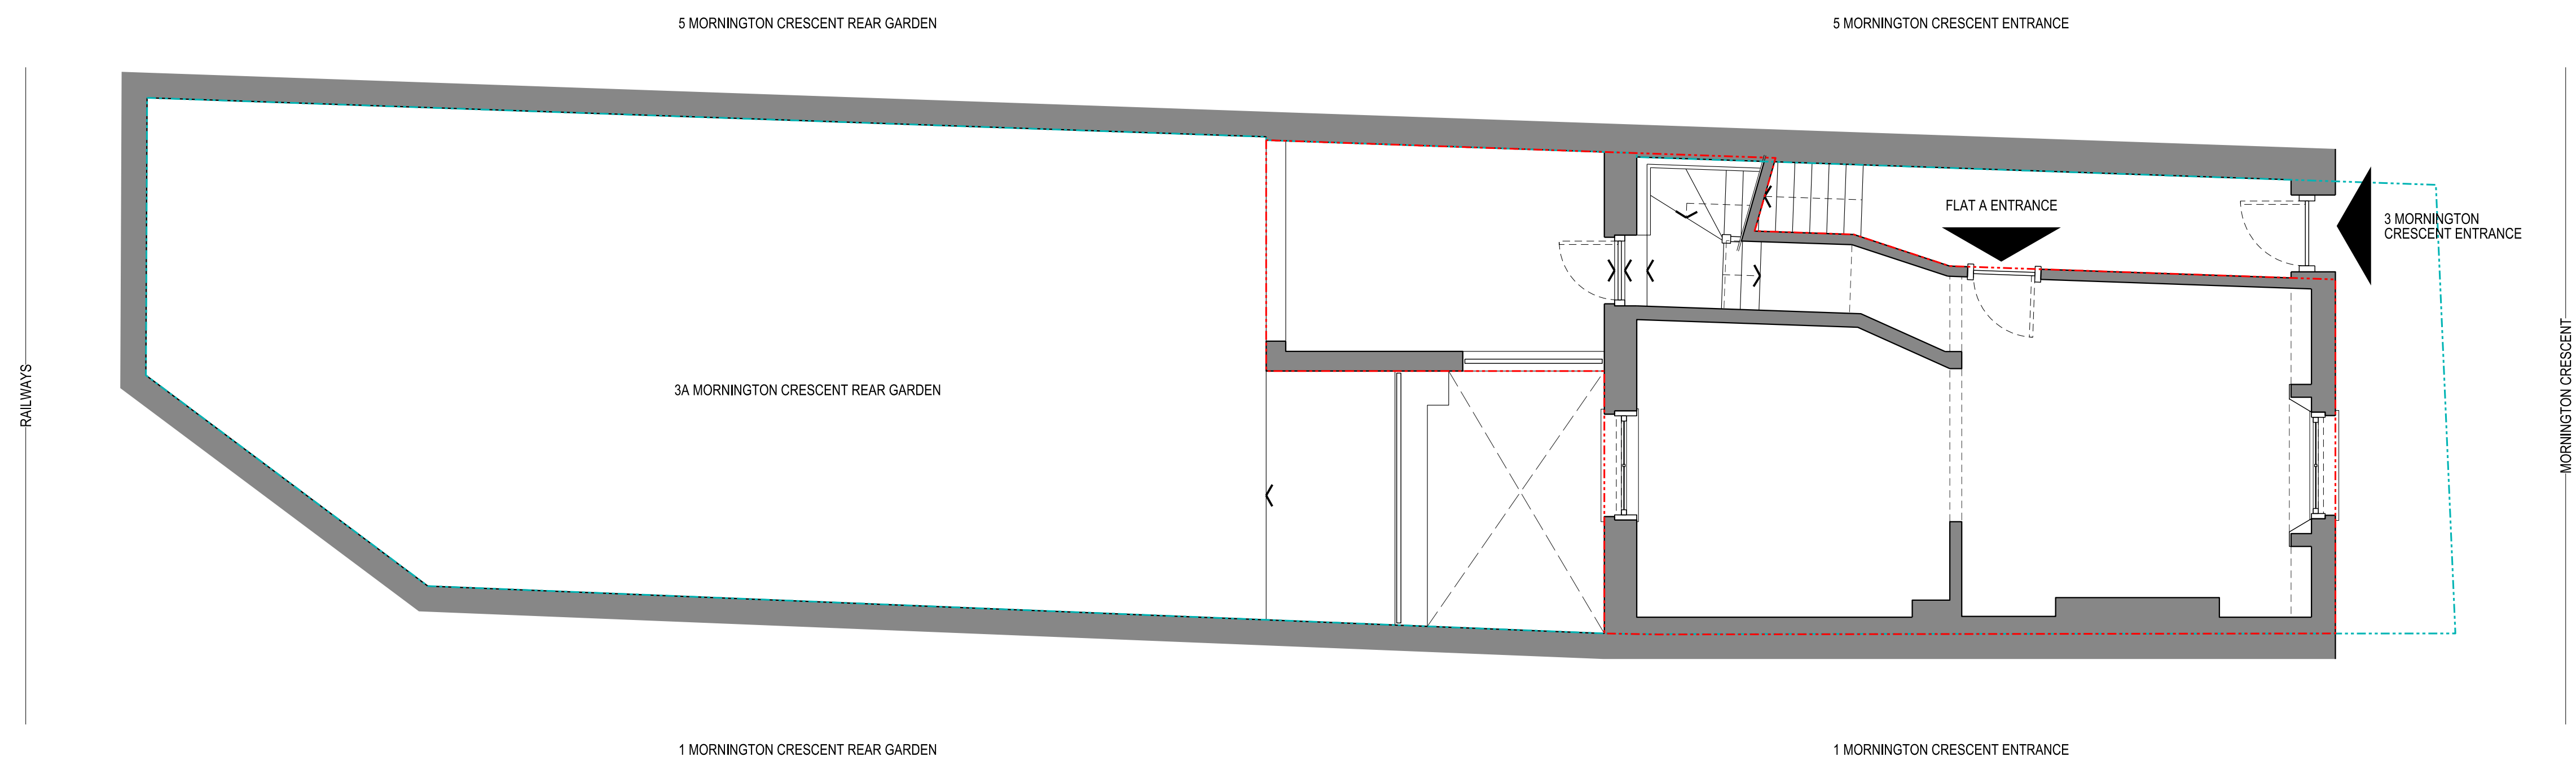 5 MORNINGTON CRESCENT REAR GARDEN
5 MORNINGTON CRESCENT ENTRANCE
FLAT A ENTRANCE
3 MORNINGTON
CRESCENT ENTRANCE
RAILWAYS
3A MORNINGTON CRESCENT REAR GARDEN
MORNINGTON CRESCENT
1 MORNINGTON CRESCENT REAR GARDEN
1 MORNINGTON CRESCENT ENTRANCE